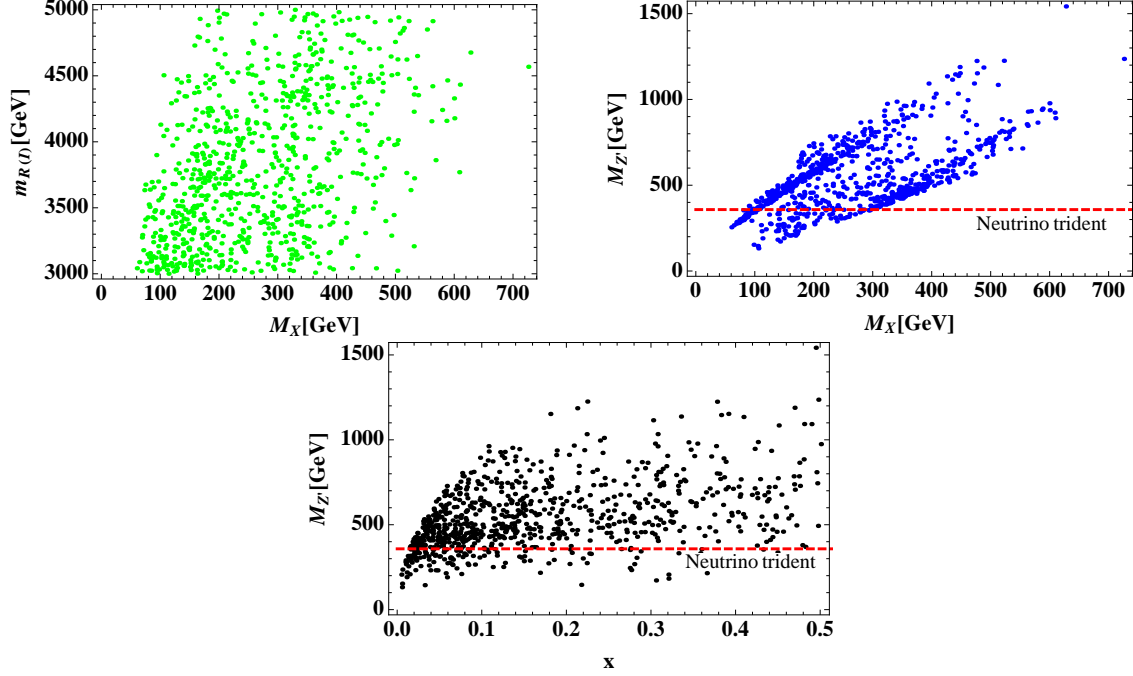 5000
4500
4000
3500
3000
m_{R(I)}[GeV]
0 100 200 300 400 500 600 700
M_X[GeV]
1500
1000
500
0
M_{Z'}[GeV]
Neutrino trident
0 100 200 300 400 500 600 700
M_X[GeV]
1500
1000
500
0
M_{Z'}[GeV]
Neutrino trident
0.0 0.1 0.2 0.3 0.4 0.5
x